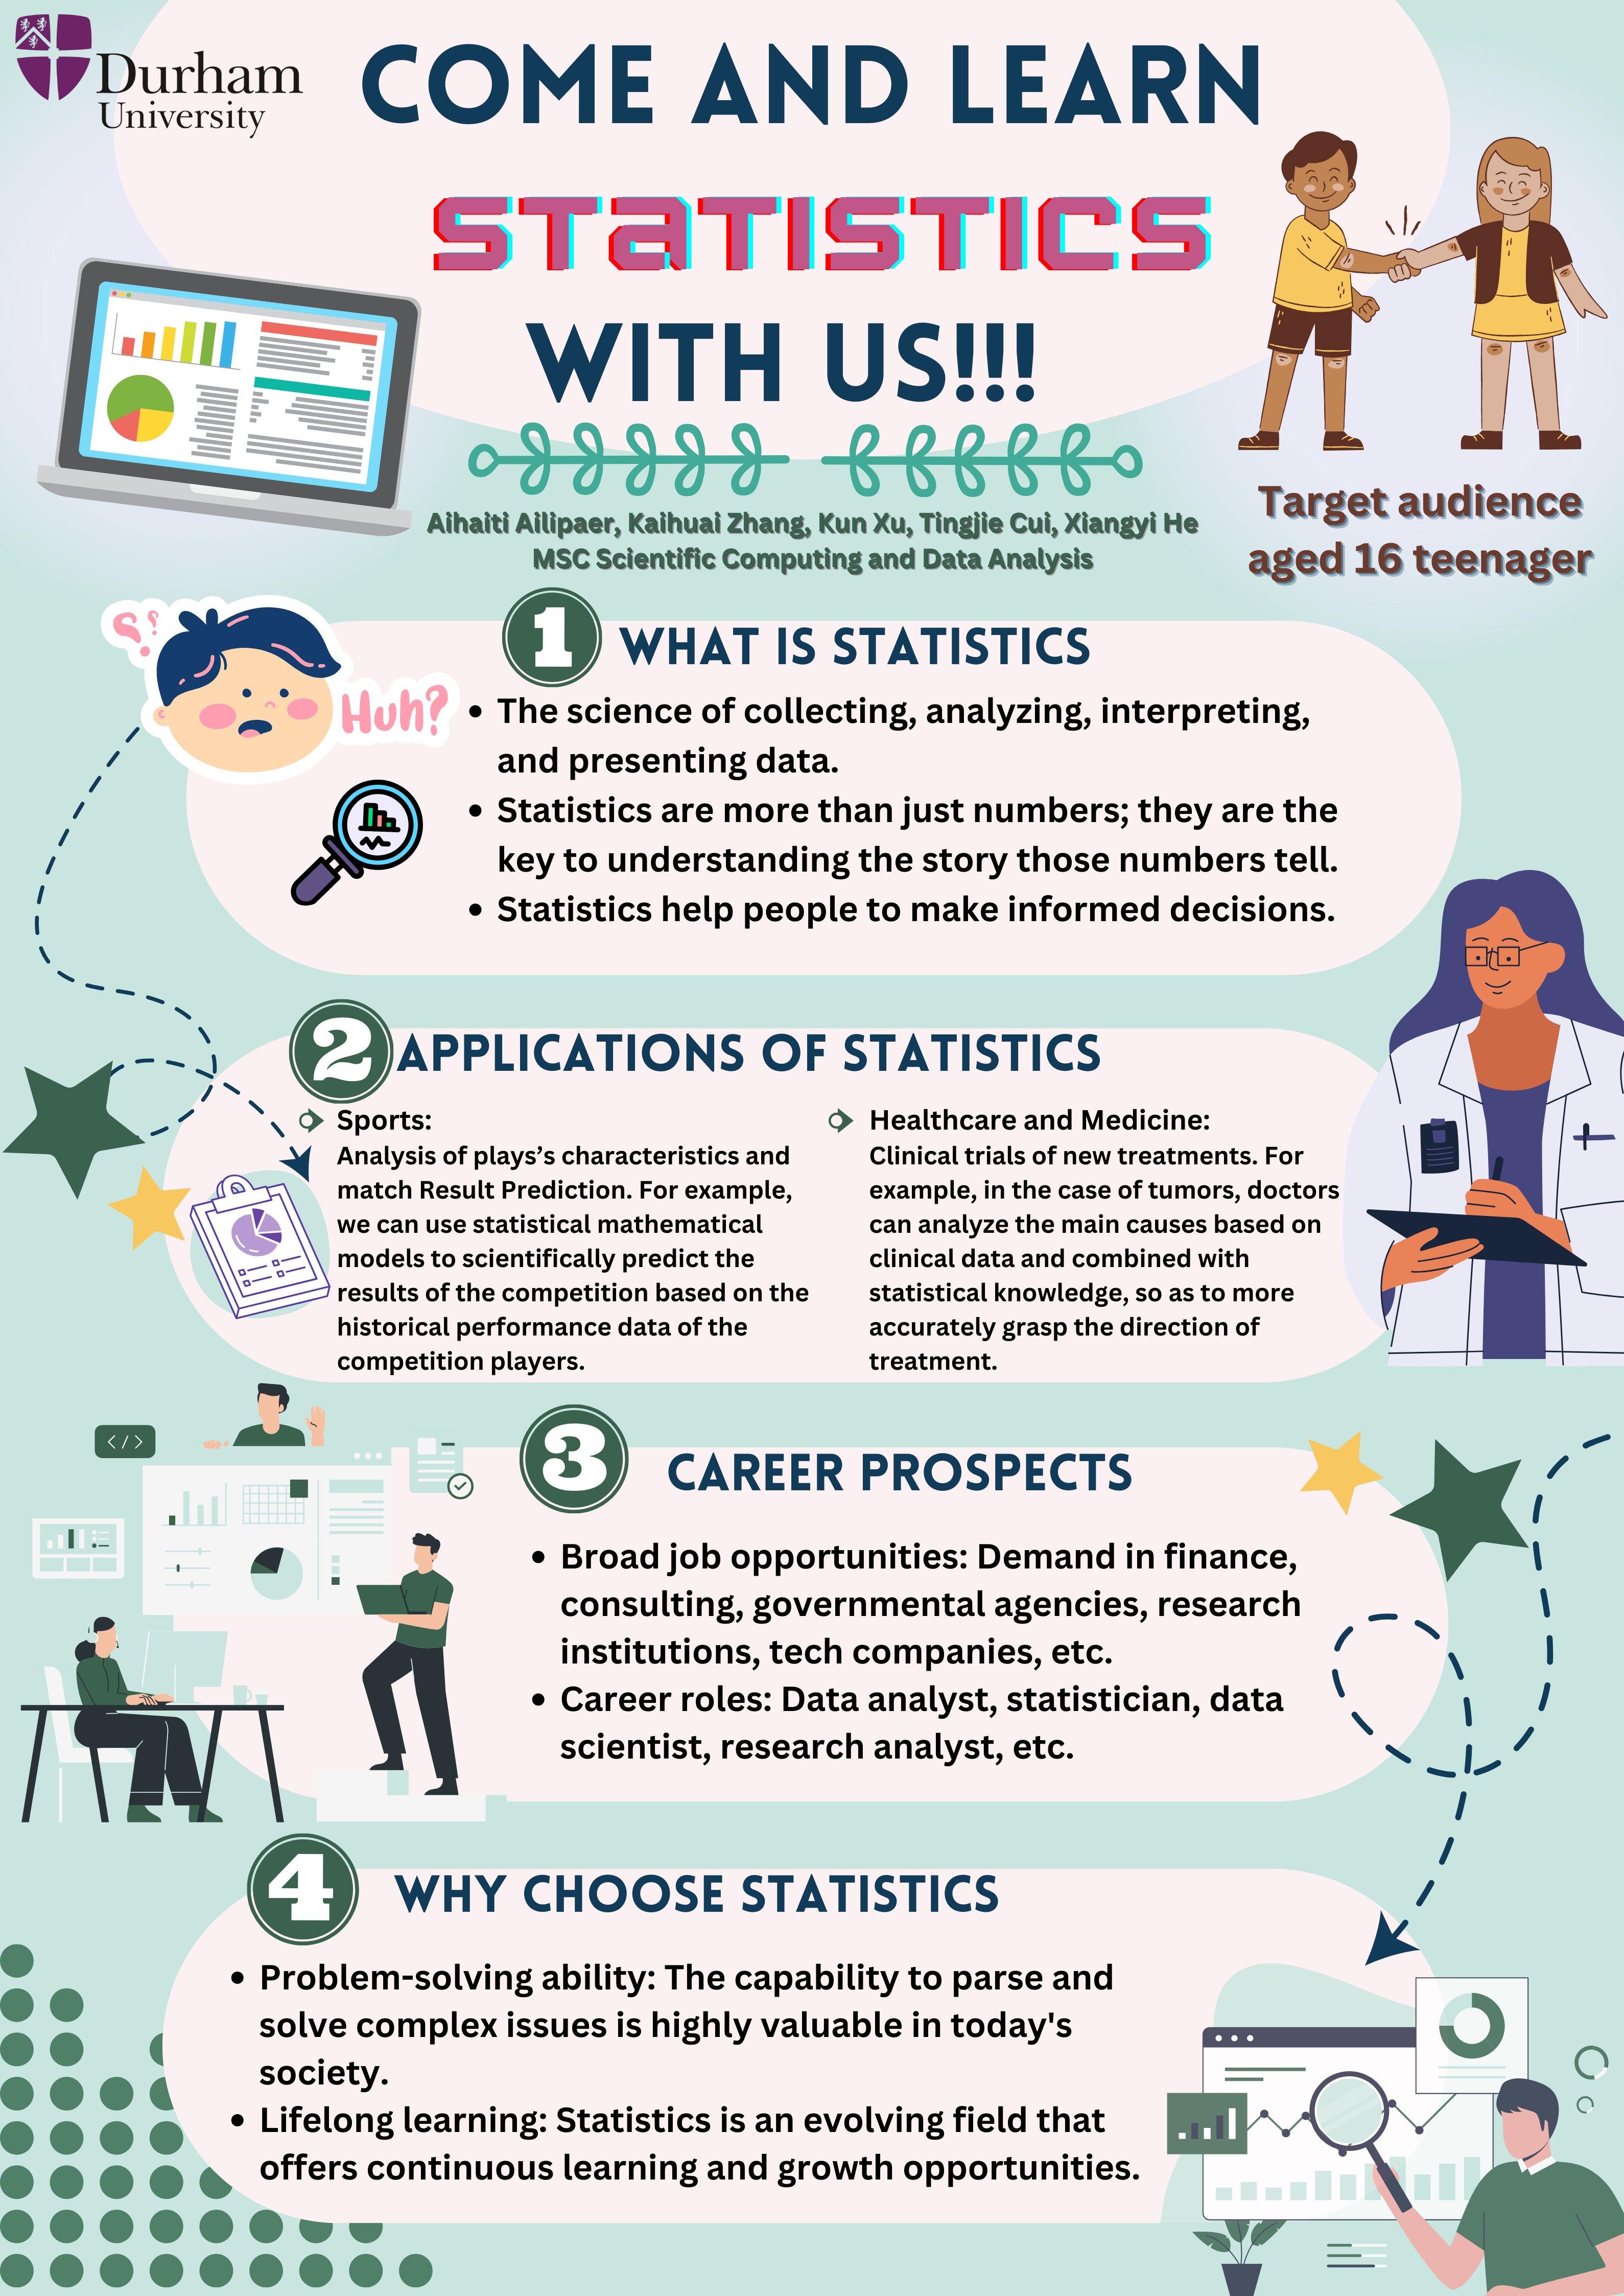 Durham
University
COME AND LEARN
STATISTICS
WITH US!!!
Aihaiti Ailipaer, Kaihuai Zhang, Kun Xu, Tingjie Cui, Xiangyi He
MSC Scientific Computing and Data Analysis
Target audience
aged 16 teenager
Huh?
1 WHAT IS STATISTICS
• The science of collecting, analyzing, interpreting,
and presenting data.
• Statistics are more than just numbers; they are the
key to understanding the story those numbers tell.
• Statistics help people to make informed decisions.
2 APPLICATIONS OF STATISTICS
Sports:
Analysis of plays’s characteristics and
match Result Prediction. For example,
we can use statistical mathematical
models to scientifically predict the
results of the competition based on the
historical performance data of the
competition players.
Healthcare and Medicine:
Clinical trials of new treatments. For
example, in the case of tumors, doctors
can analyze the main causes based on
clinical data and combined with
statistical knowledge, so as to more
accurately grasp the direction of
treatment.
</>
3 CAREER PROSPECTS
• Broad job opportunities: Demand in finance,
consulting, governmental agencies, research
institutions, tech companies, etc.
• Career roles: Data analyst, statistician, data
scientist, research analyst, etc.
4 WHY CHOOSE STATISTICS
• Problem-solving ability: The capability to parse and
solve complex issues is highly valuable in today's
society.
• Lifelong learning: Statistics is an evolving field that
offers continuous learning and growth opportunities.